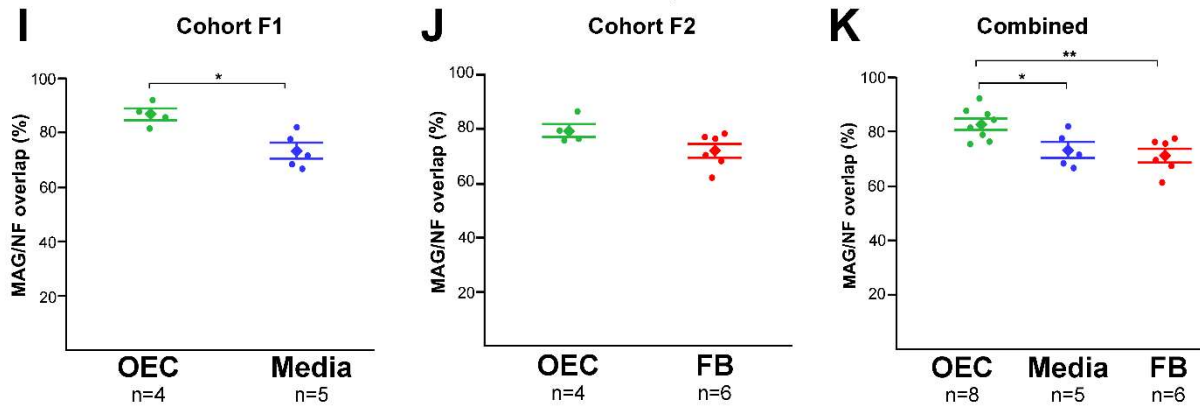 I
Cohort F1
*
MAG/NF overlap (%)
100
80
60
40
20
OEC
n=4
Media
n=5
J
Cohort F2
MAG/NF overlap (%)
100
80
60
40
20
OEC
n=4
FB
n=6
K
Combined
**
*
MAG/NF overlap (%)
100
80
60
40
20
OEC
n=8
Media
n=5
FB
n=6